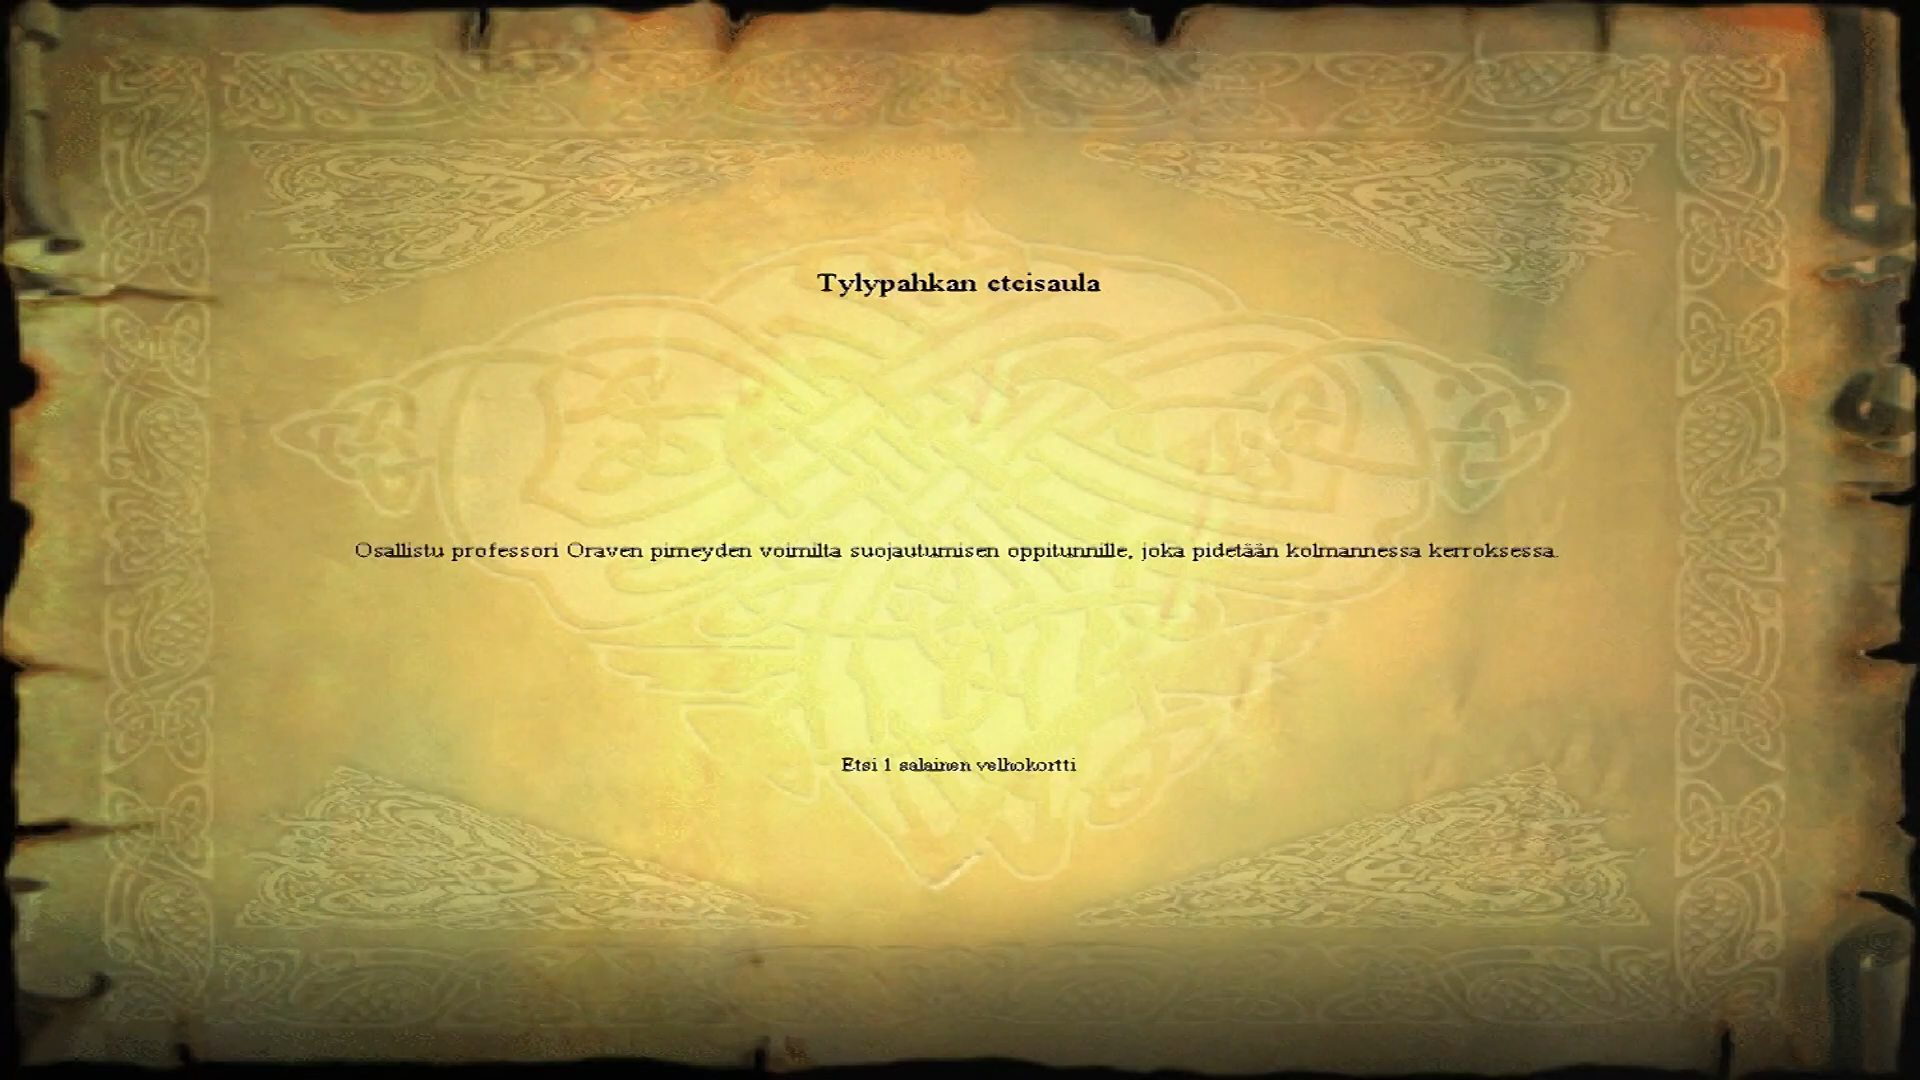 Tylypahkan eteisaula
Osallistu professori Oraven pimeyden voimilta suojautumisen oppitunnille, joka pidetään kolmannessa kerroksessa.
Etsi 1 salainen velhokortti